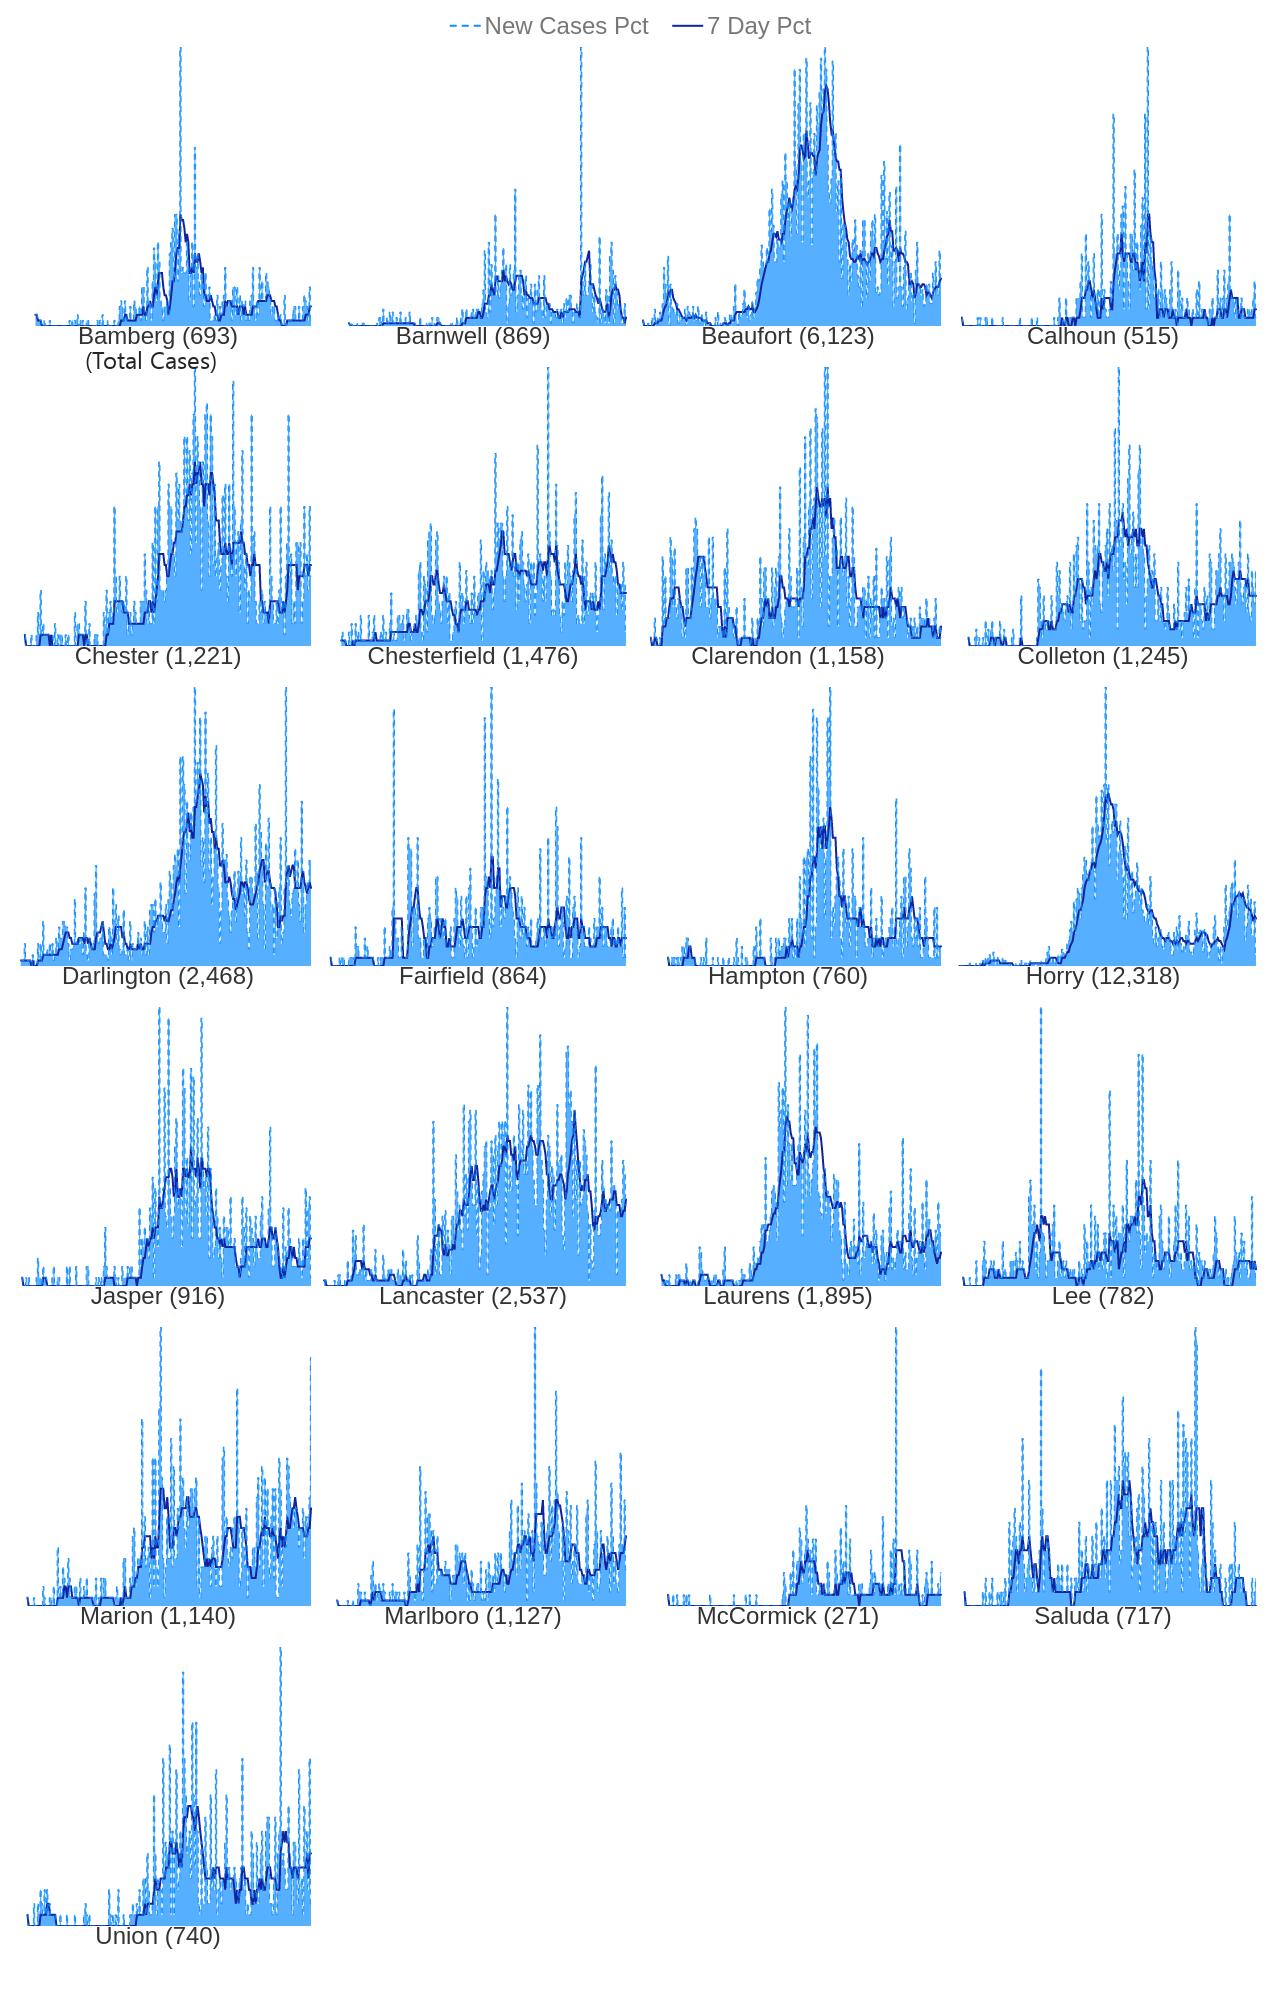 New Cases Pct 7 Day Pct
Bamberg (693) Barnwell (869) Beaufort (6,123) Calhoun (515)
(Total Cases)
Chester (1,221) Chesterfield (1,476) Clarendon (1,158) Colleton (1,245)
Darlington (2,468) Fairfield (864) Hampton (760) Horry (12,318)
Jasper (916) Lancaster (2,537) Laurens (1,895) Lee (782)
Marion (1,140) Marlboro (1,127) McCormick (271) Saluda (717)
Union (740)